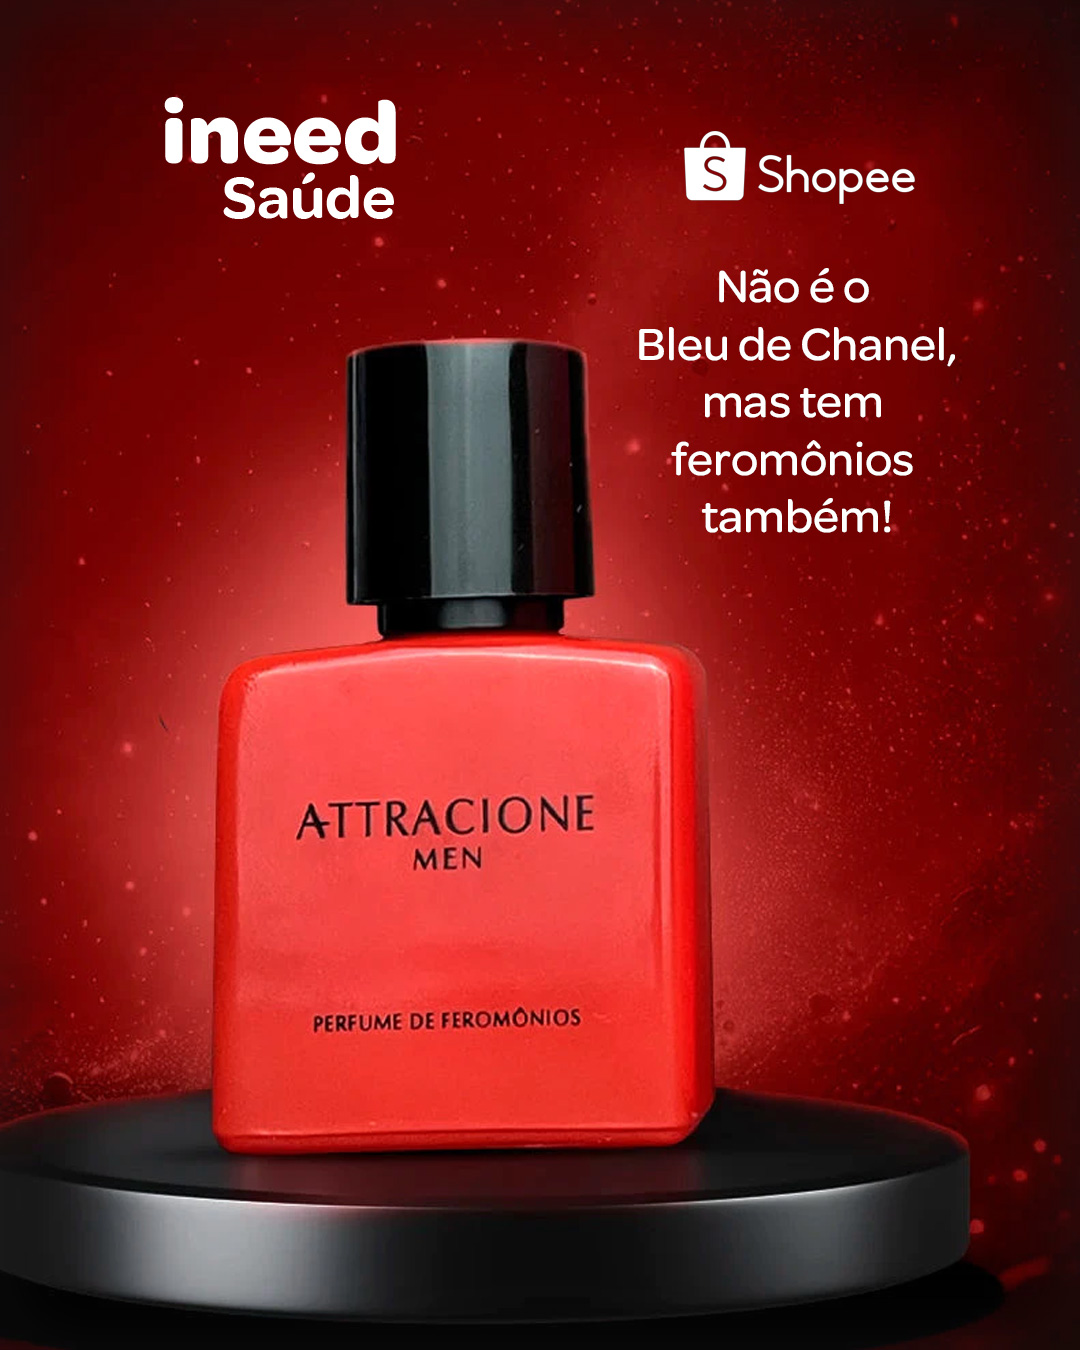 ineed
Saúde
Shopee
Não é o
Bleu de Chanel,
mas tem
feromônios
também!
ATTRACIONE
MEN
PERFUME DE FEROMÔNIOS